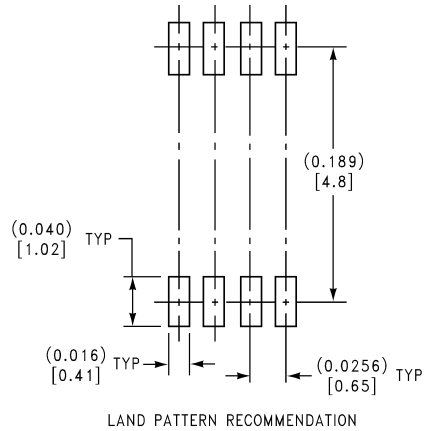 (0.189)
[4.8]
(0.040)
[1.02] TYP
(0.016)
[0.41] TYP
(0.0256)
[0.65] TYP
LAND PATTERN RECOMMENDATION